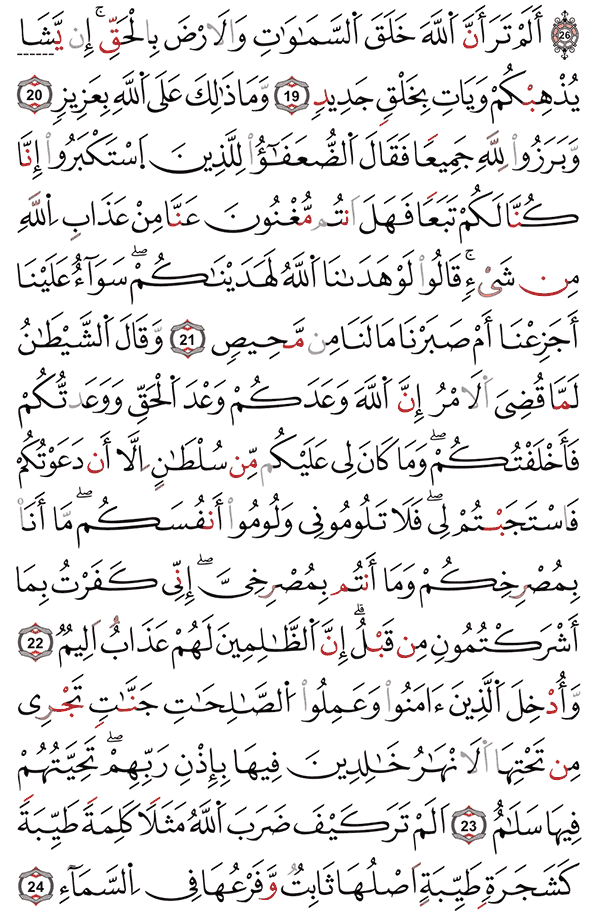 26 أَلَمْ تَرَ أَنَّ ٱللَّهَ خَلَقَ ٱلسَّمَـٰوَٰتِ وَٱلْأَرْضَ بِٱلْحَقِّ ۚ إِن يَّشَا
يُذْهِبْكُمْ وَيَاتِ بِخَلْقٍ جَدِيدٍ 19 وَّمَا ذَٰلِكَ عَلَى ٱللَّهِ بِعَزِيزٍ 20
وَّبَرَزُوا۟ لِلَّهِ جَمِيعًا فَقَالَ ٱلضُّعَفَـٰٓؤُا۟ لِلَّذِينَ ٱسْتَكْبَرُوٓا۟ إِنَّا
كُنَّا لَكُمْ تَبَعًا فَهَلْ أَنتُم مُّغْنُونَ عَنَّا مِنْ عَذَابِ ٱللَّهِ
مِن شَىْءٍ ۚ قَالُوا۟ لَوْ هَدَىٰنَا ٱللَّهُ لَهَدَيْنَـٰكُمْ ۖ سَوَآءٌ عَلَيْنَا
أَجَزِعْنَا أَمْ صَبَرْنَا مَا لَنَا مِن مَّحِيصٍ 21 وَّقَالَ ٱلشَّيْطَـٰنُ
لَمَّا قُضِىَ ٱلْأَمْرُ إِنَّ ٱللَّهَ وَعَدَكُمْ وَعْدَ ٱلْحَقِّ وَوَعَدتُّكُمْ
فَأَخْلَفْتُكُمْ ۖ وَمَا كَانَ لِى عَلَيْكُم مِّن سُلْطَـٰنٍ إِلَّا أَن دَعَوْتُكُمْ
فَٱسْتَجَبْتُمْ لِى ۖ فَلَا تَلُومُونِى وَلُومُوا۟ أَنفُسَكُم ۖ مَّا أَنَا۠
بِمُصْرِخِكُمْ وَمَا أَنتُم بِمُصْرِخِىَّ ۖ إِنِّى كَفَرْتُ بِمَا
أَشْرَكْتُمُونِ مِن قَبْلُ ۗ إِنَّ ٱلظَّـٰلِمِينَ لَهُمْ عَذَابٌ أَلِيمٌ 22
وَّأُدْخِلَ ٱلَّذِينَ ءَامَنُوا۟ وَعَمِلُوا۟ ٱلصَّـٰلِحَـٰتِ جَنَّـٰتٍ تَجْرِى
مِن تَحْتِهَا ٱلْأَنْهَـٰرُ خَـٰلِدِينَ فِيهَا بِإِذْنِ رَبِّهِمْ ۖ تَحِيَّتُهُمْ
فِيهَا سَلَـٰمٌ 23 أَلَمْ تَرَ كَيْفَ ضَرَبَ ٱللَّهُ مَثَلًا كَلِمَةً طَيِّبَةً
كَشَجَرَةٍ طَيِّبَةٍ أَصْلُهَا ثَابِتٌ وَّفَرْعُهَا فِى ٱلسَّمَآءِ 24